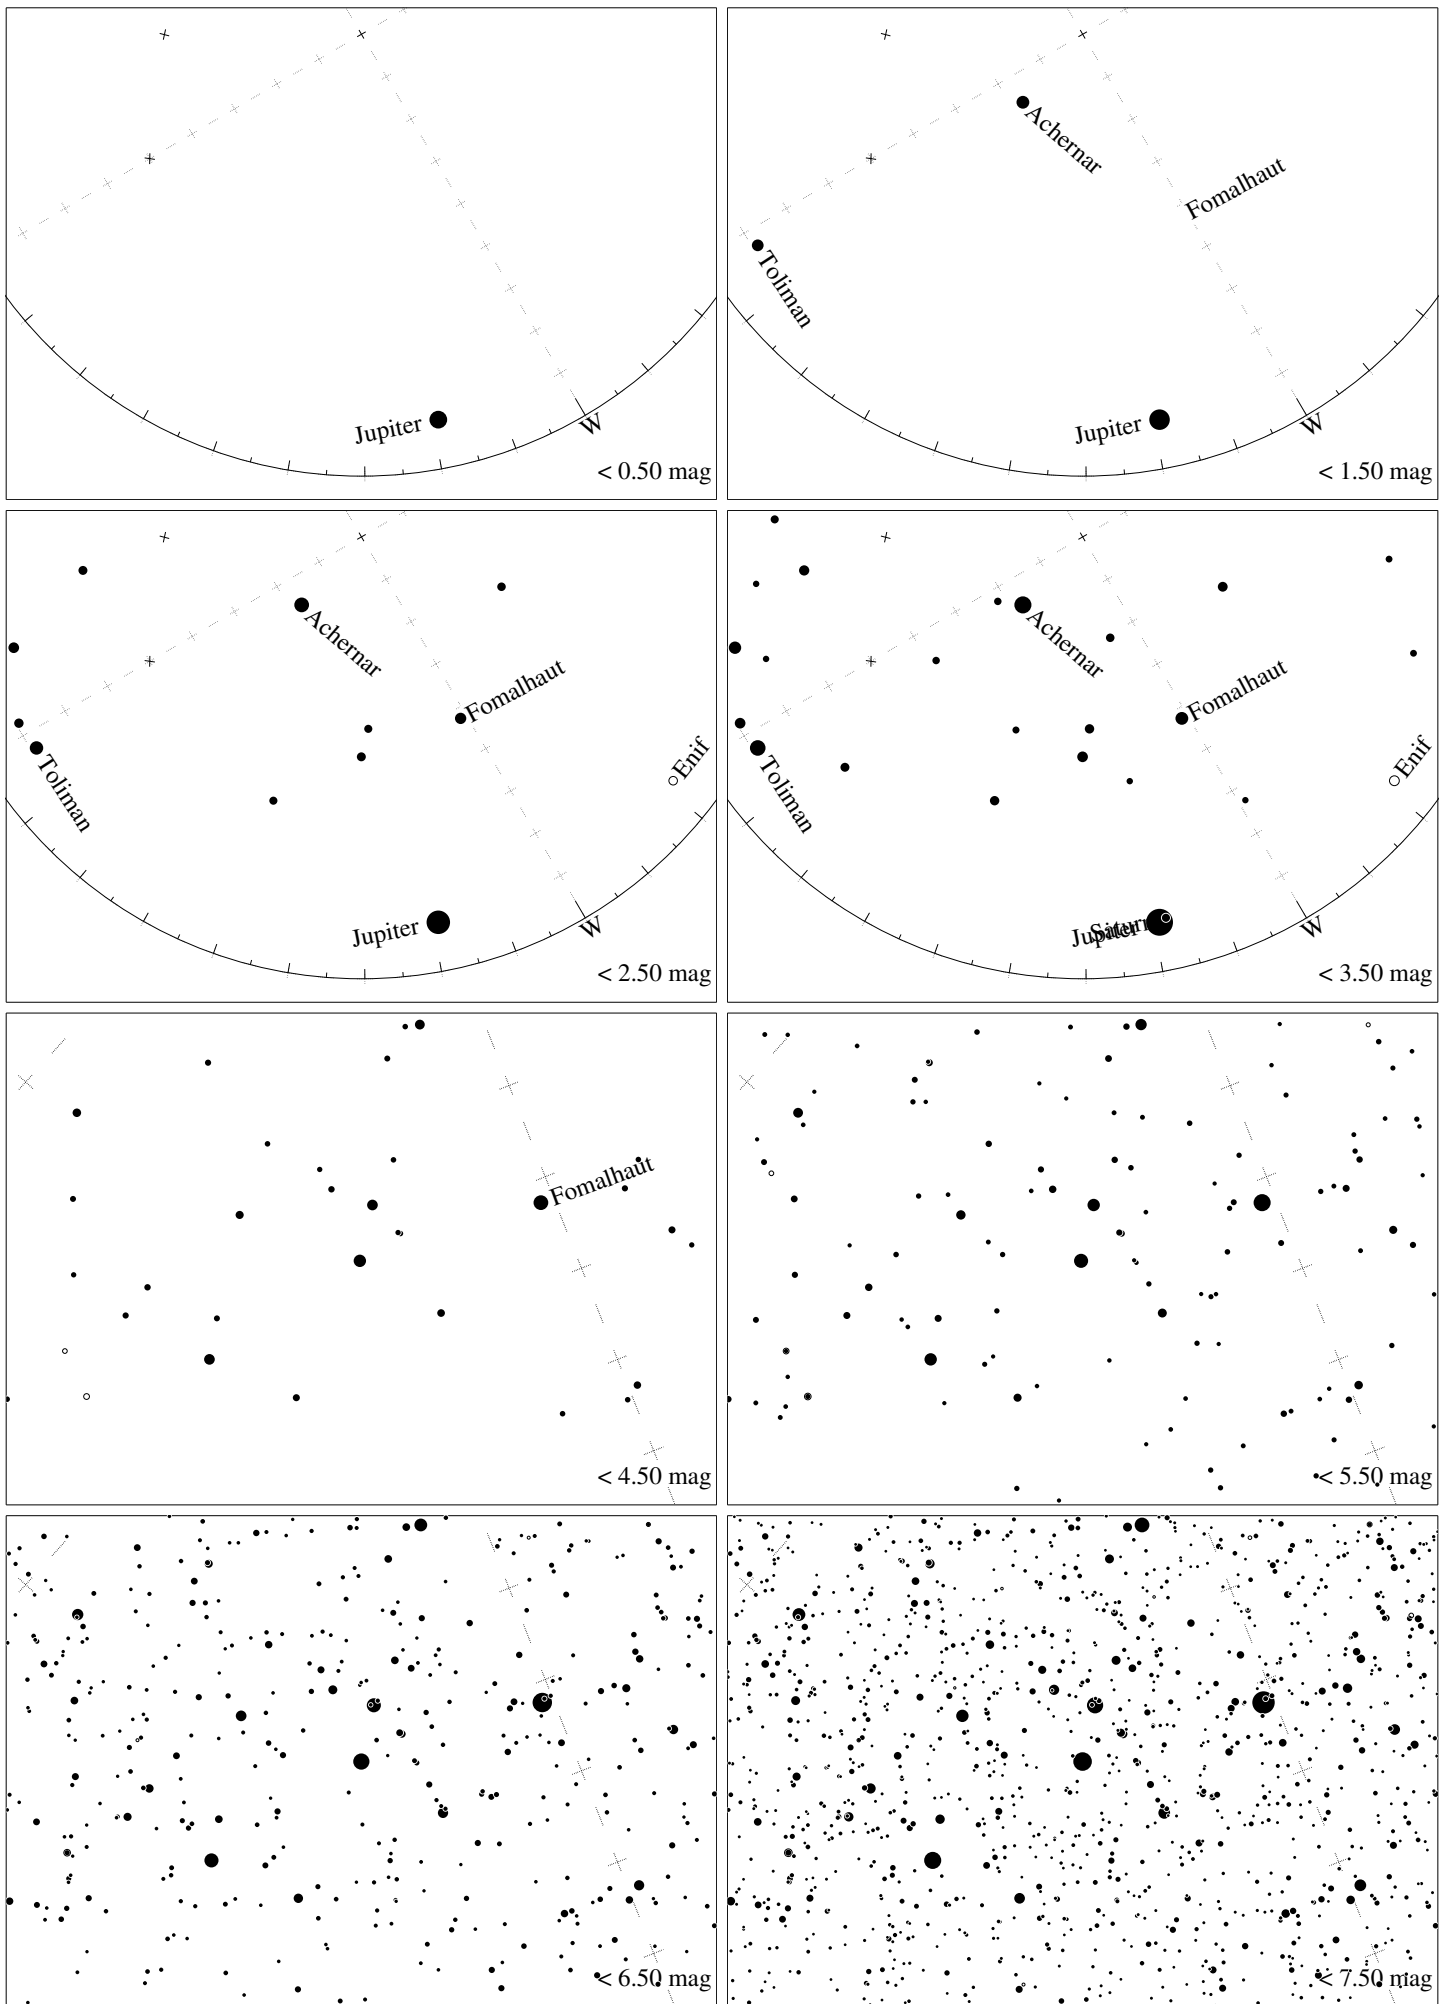 Jupiter
W
< 0.50 mag
Achernar
Fomalhaut
Toliman
Jupiter
W
< 1.50 mag
Achernar
Fomalhaut
Toliman
Enif
Jupiter
W
< 2.50 mag
Achernar
Fomalhaut
Toliman
Enif
Saturn
Jupiter
W
< 3.50 mag
Fomalhaut
< 4.50 mag
< 5.50 mag
< 6.50 mag
< 7.50 mag